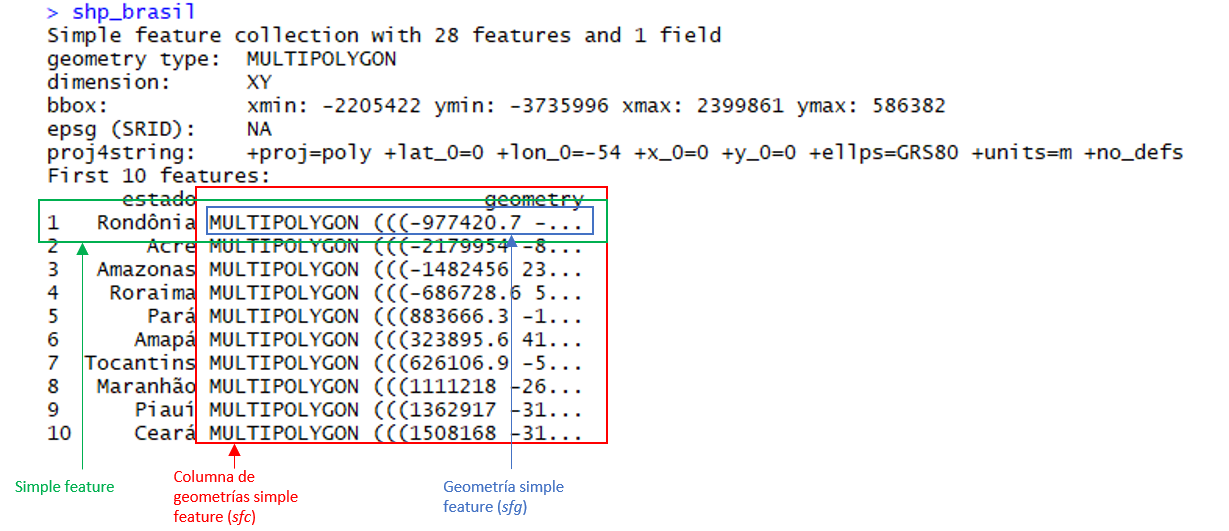 > shp_brasil
Simple feature collection with 28 features and 1 field
geometry type:  MULTIPOLYGON
dimension:      XY
bbox:           xmin: -2205422 ymin: -3735996 xmax: 2399861 ymax: 586382
epsg (SRID):    NA
proj4string:    +proj=poly +lat_0=0 +lon_0=-54 +x_0=0 +y_0=0 +ellps=GRS80 +units=m +no_defs
First 10 features:
estado geometry
1 Rondônia MULTIPOLYGON (((-977420.7 -...
2 Acre MULTIPOLYGON (((-2179954 -8...
3 Amazonas MULTIPOLYGON (((-1482456 23...
4 Roraima MULTIPOLYGON (((-686728.6 5...
5 Pará MULTIPOLYGON (((883666.3 -1...
6 Amapá MULTIPOLYGON (((323895.6 41...
7 Tocantins MULTIPOLYGON (((626106.9 -5...
8 Maranhão MULTIPOLYGON (((1111218 -26...
9 Piauí MULTIPOLYGON (((1362917 -31...
10 Ceará MULTIPOLYGON (((1508168 -31...
Simple feature
Columna de
geometrías simple
feature (sfc)
Geometría simple
feature (sfg)